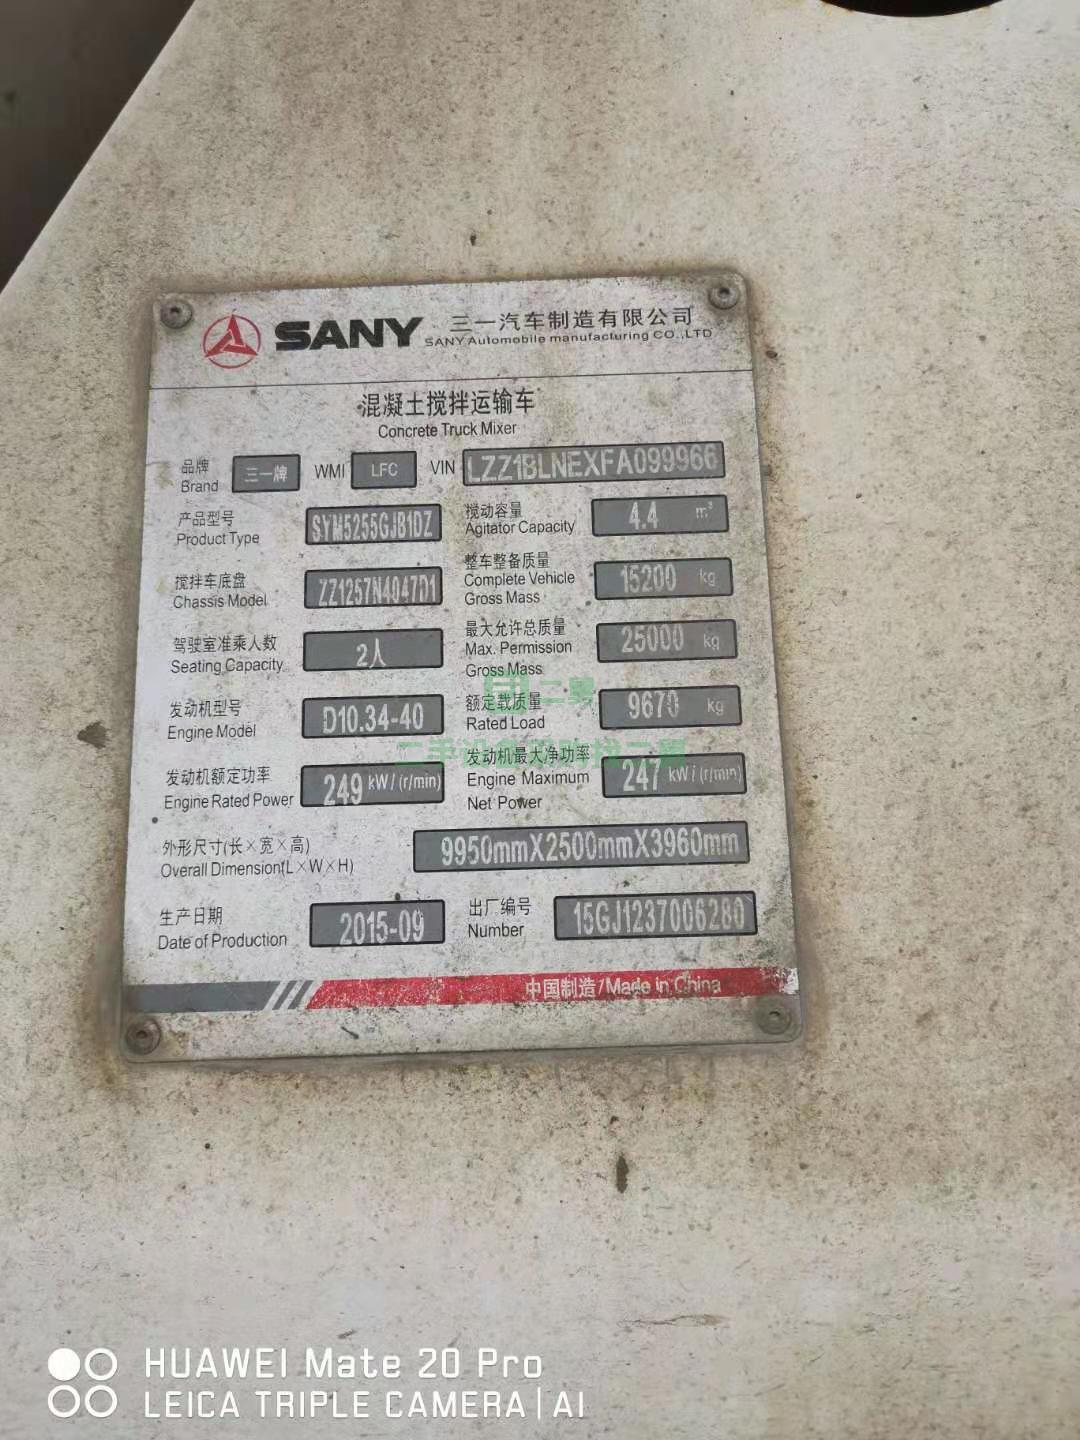 SANY 三一汽车制造有限公司
SANY Automobile manufacturing CO.,LTD
混凝土搅拌运输车
Concrete Truck Mixer
品牌 Brand 三一牌 WMI LFC VIN LZZ1BLNEXFA099966
产品型号 Product Type SYM5255GJB1DZ
搅动容量 Agitator Capacity 4.4 m³
搅拌车底盘 Chassis Model ZZ1257N4047D1
整车整备质量 Complete Vehicle Gross Mass 15200 kg
驾驶室准乘人数 Seating Capacity 2人
最大允许总质量 Max. Permission Gross Mass 25000 kg
发动机型号 Engine Model D10.34-40
额定载质量 Rated Load 9670 kg
发动机额定功率 Engine Rated Power 249 kW/(r/min)
发动机最大净功率 Engine Maximum Net Power 247 kW/(r/min)
外形尺寸(长×宽×高) Overall Dimension(L×W×H) 9950mmX2500mmX3960mm
生产日期 Date of Production 2015-09
出厂编号 Number 15GJ1237006280
中国制造/Made in China
二手设备买卖找二舅
HUAWEI Mate 20 Pro
LEICA TRIPLE CAMERA | AI